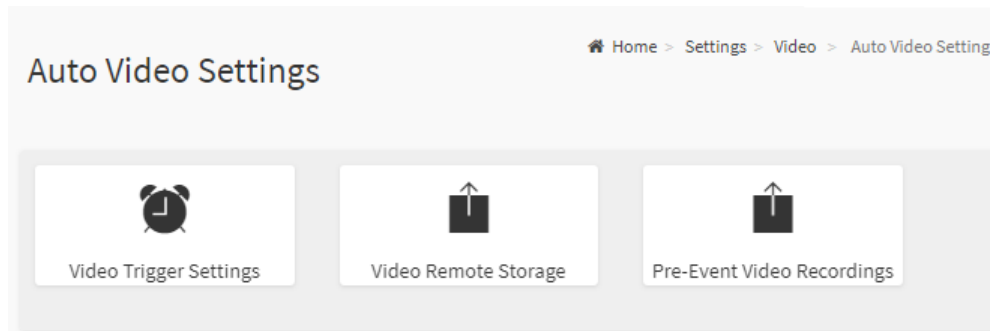 Home > Settings > Video > Auto Video Setting
Auto Video Settings
Video Trigger Settings
Video Remote Storage
Pre-Event Video Recordings